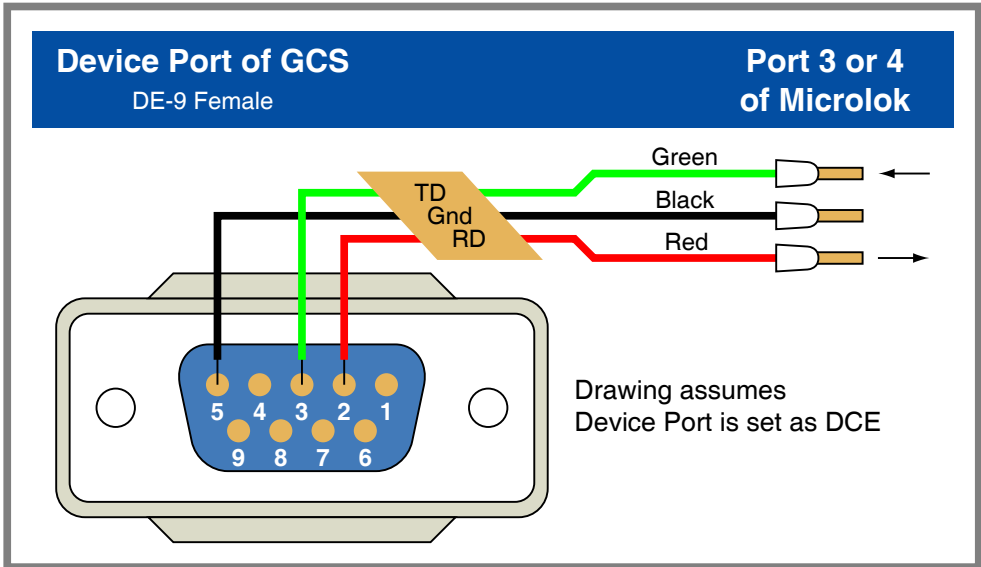 Device Port of GCS
DE-9 Female
Port 3 or 4
of Microlok
Green
Black
Red
TD
Gnd
RD
5 4 3 2 1
9 8 7 6
Drawing assumes
Device Port is set as DCE